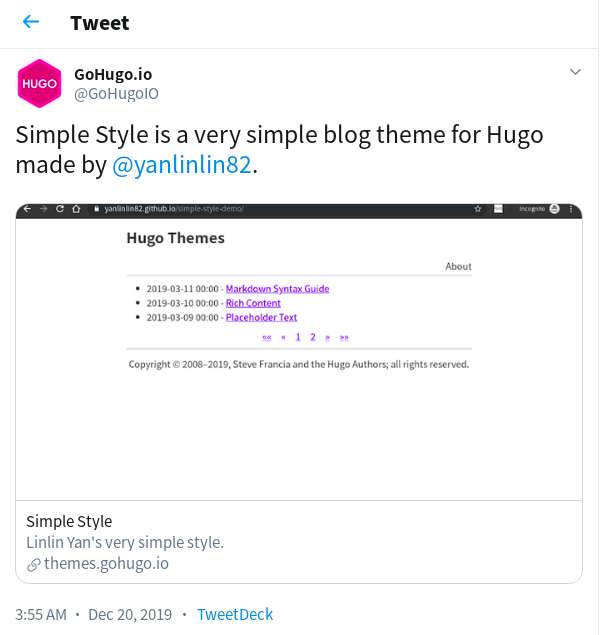 Tweet
HUGO
GoHugo.io
@GoHugoIO
Simple Style is a very simple blog theme for Hugo
made by @yanlinlin82.
yanlinlin82.github.io/simple-style-demo/
Incognito
Hugo Themes
About
2019-03-11 00:00 - Markdown Syntax Guide
2019-03-10 00:00 - Rich Content
2019-03-09 00:00 - Placeholder Text
«« « 1 2 » »»
Copyright © 2008–2019, Steve Francia and the Hugo Authors; all rights reserved.
Simple Style
Linlin Yan's very simple style.
themes.gohugo.io
3:55 AM · Dec 20, 2019 · TweetDeck